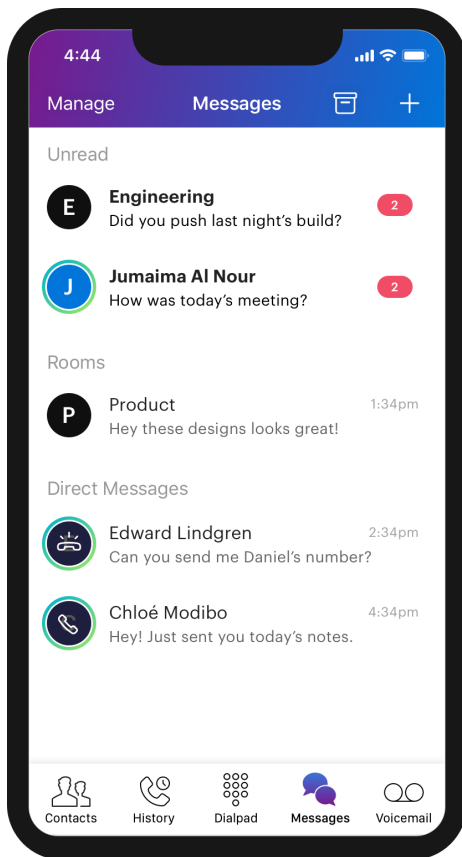 4:44
Manage Messages
Unread
E Engineering
Did you push last night's build? 2
J Jumaima Al Nour
How was today's meeting? 2
Rooms
P Product 1:34pm
Hey these designs looks great!
Direct Messages
Edward Lindgren 2:34pm
Can you send me Daniel's number?
Chloé Modibo 4:34pm
Hey! Just sent you today's notes.
Contacts History Dialpad Messages Voicemail